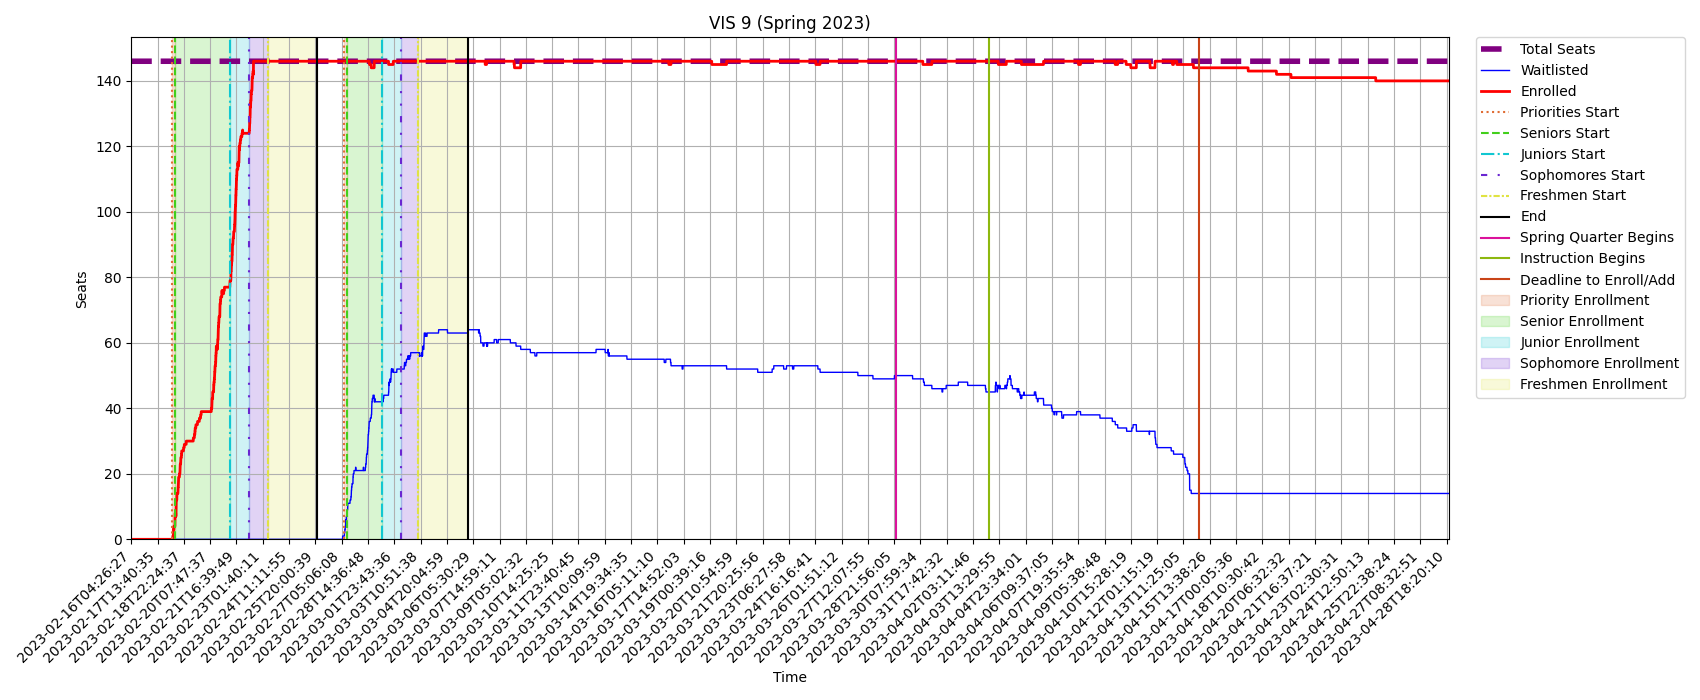 VIS 9 (Spring 2023)
Seats
140
120
100
80
60
40
20
0
2023-02-16T04:26:27
2023-02-17T13:40:35
2023-02-18T22:24:37
2023-02-20T07:47:37
2023-02-21T16:39:49
2023-02-23T01:40:11
2023-02-24T11:11:55
2023-02-25T20:00:39
2023-02-27T05:06:08
2023-02-28T14:36:48
2023-03-01T23:43:36
2023-03-03T10:51:38
2023-03-04T20:04:59
2023-03-06T05:30:29
2023-03-07T14:59:11
2023-03-09T05:02:32
2023-03-10T14:25:25
2023-03-11T23:40:45
2023-03-13T10:09:59
2023-03-14T19:34:35
2023-03-16T05:11:10
2023-03-17T14:52:03
2023-03-19T00:39:16
2023-03-20T10:54:59
2023-03-21T20:25:56
2023-03-23T06:27:58
2023-03-24T16:16:41
2023-03-26T01:51:12
2023-03-27T12:07:55
2023-03-28T21:56:05
2023-03-30T07:59:34
2023-03-31T17:42:32
2023-04-02T03:11:46
2023-04-03T13:29:55
2023-04-04T23:34:01
2023-04-06T09:37:05
2023-04-07T19:35:54
2023-04-09T05:38:48
2023-04-10T15:28:19
2023-04-12T01:15:19
2023-04-13T11:25:05
2023-04-15T13:38:26
2023-04-17T00:05:36
2023-04-18T10:30:42
2023-04-20T06:32:32
2023-04-21T16:37:21
2023-04-23T02:30:31
2023-04-24T12:50:13
2023-04-25T22:38:24
2023-04-27T08:32:51
2023-04-28T18:20:10
Time
Total Seats
Waitlisted
Enrolled
Priorities Start
Seniors Start
Juniors Start
Sophomores Start
Freshmen Start
End
Spring Quarter Begins
Instruction Begins
Deadline to Enroll/Add
Priority Enrollment
Senior Enrollment
Junior Enrollment
Sophomore Enrollment
Freshmen Enrollment